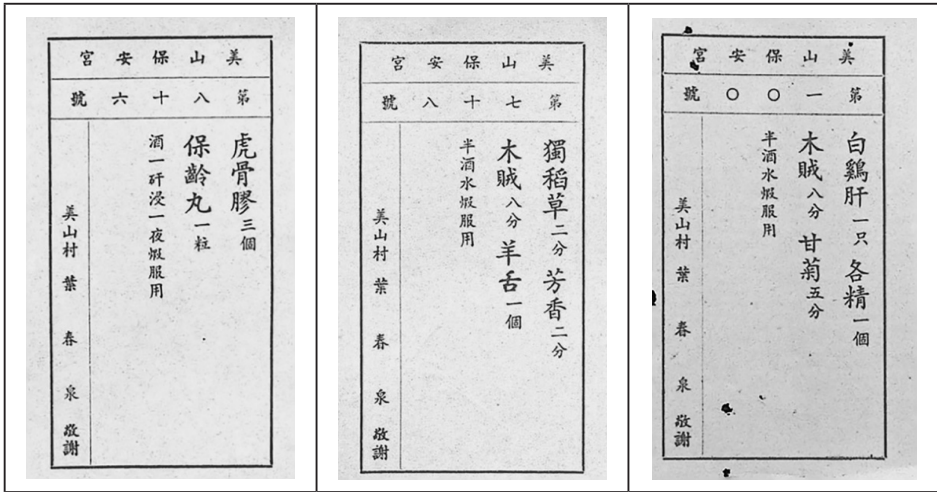 美山保安宮
第八十六號
虎骨膠三個
保齡丸一粒
酒一矸浸一夜煆服用
美山村 葉春泉 敬謝
美山保安宮
第七十八號
獨稻草二分 芳香二分
木賊八分 羊舌一個
半酒水煆服用
美山村 葉春泉 敬謝
美山保安宮
第一〇〇號
白鷄肝一只 各精一個
木賊八分 甘菊五分
半酒水煆服用
美山村 葉春泉 敬謝